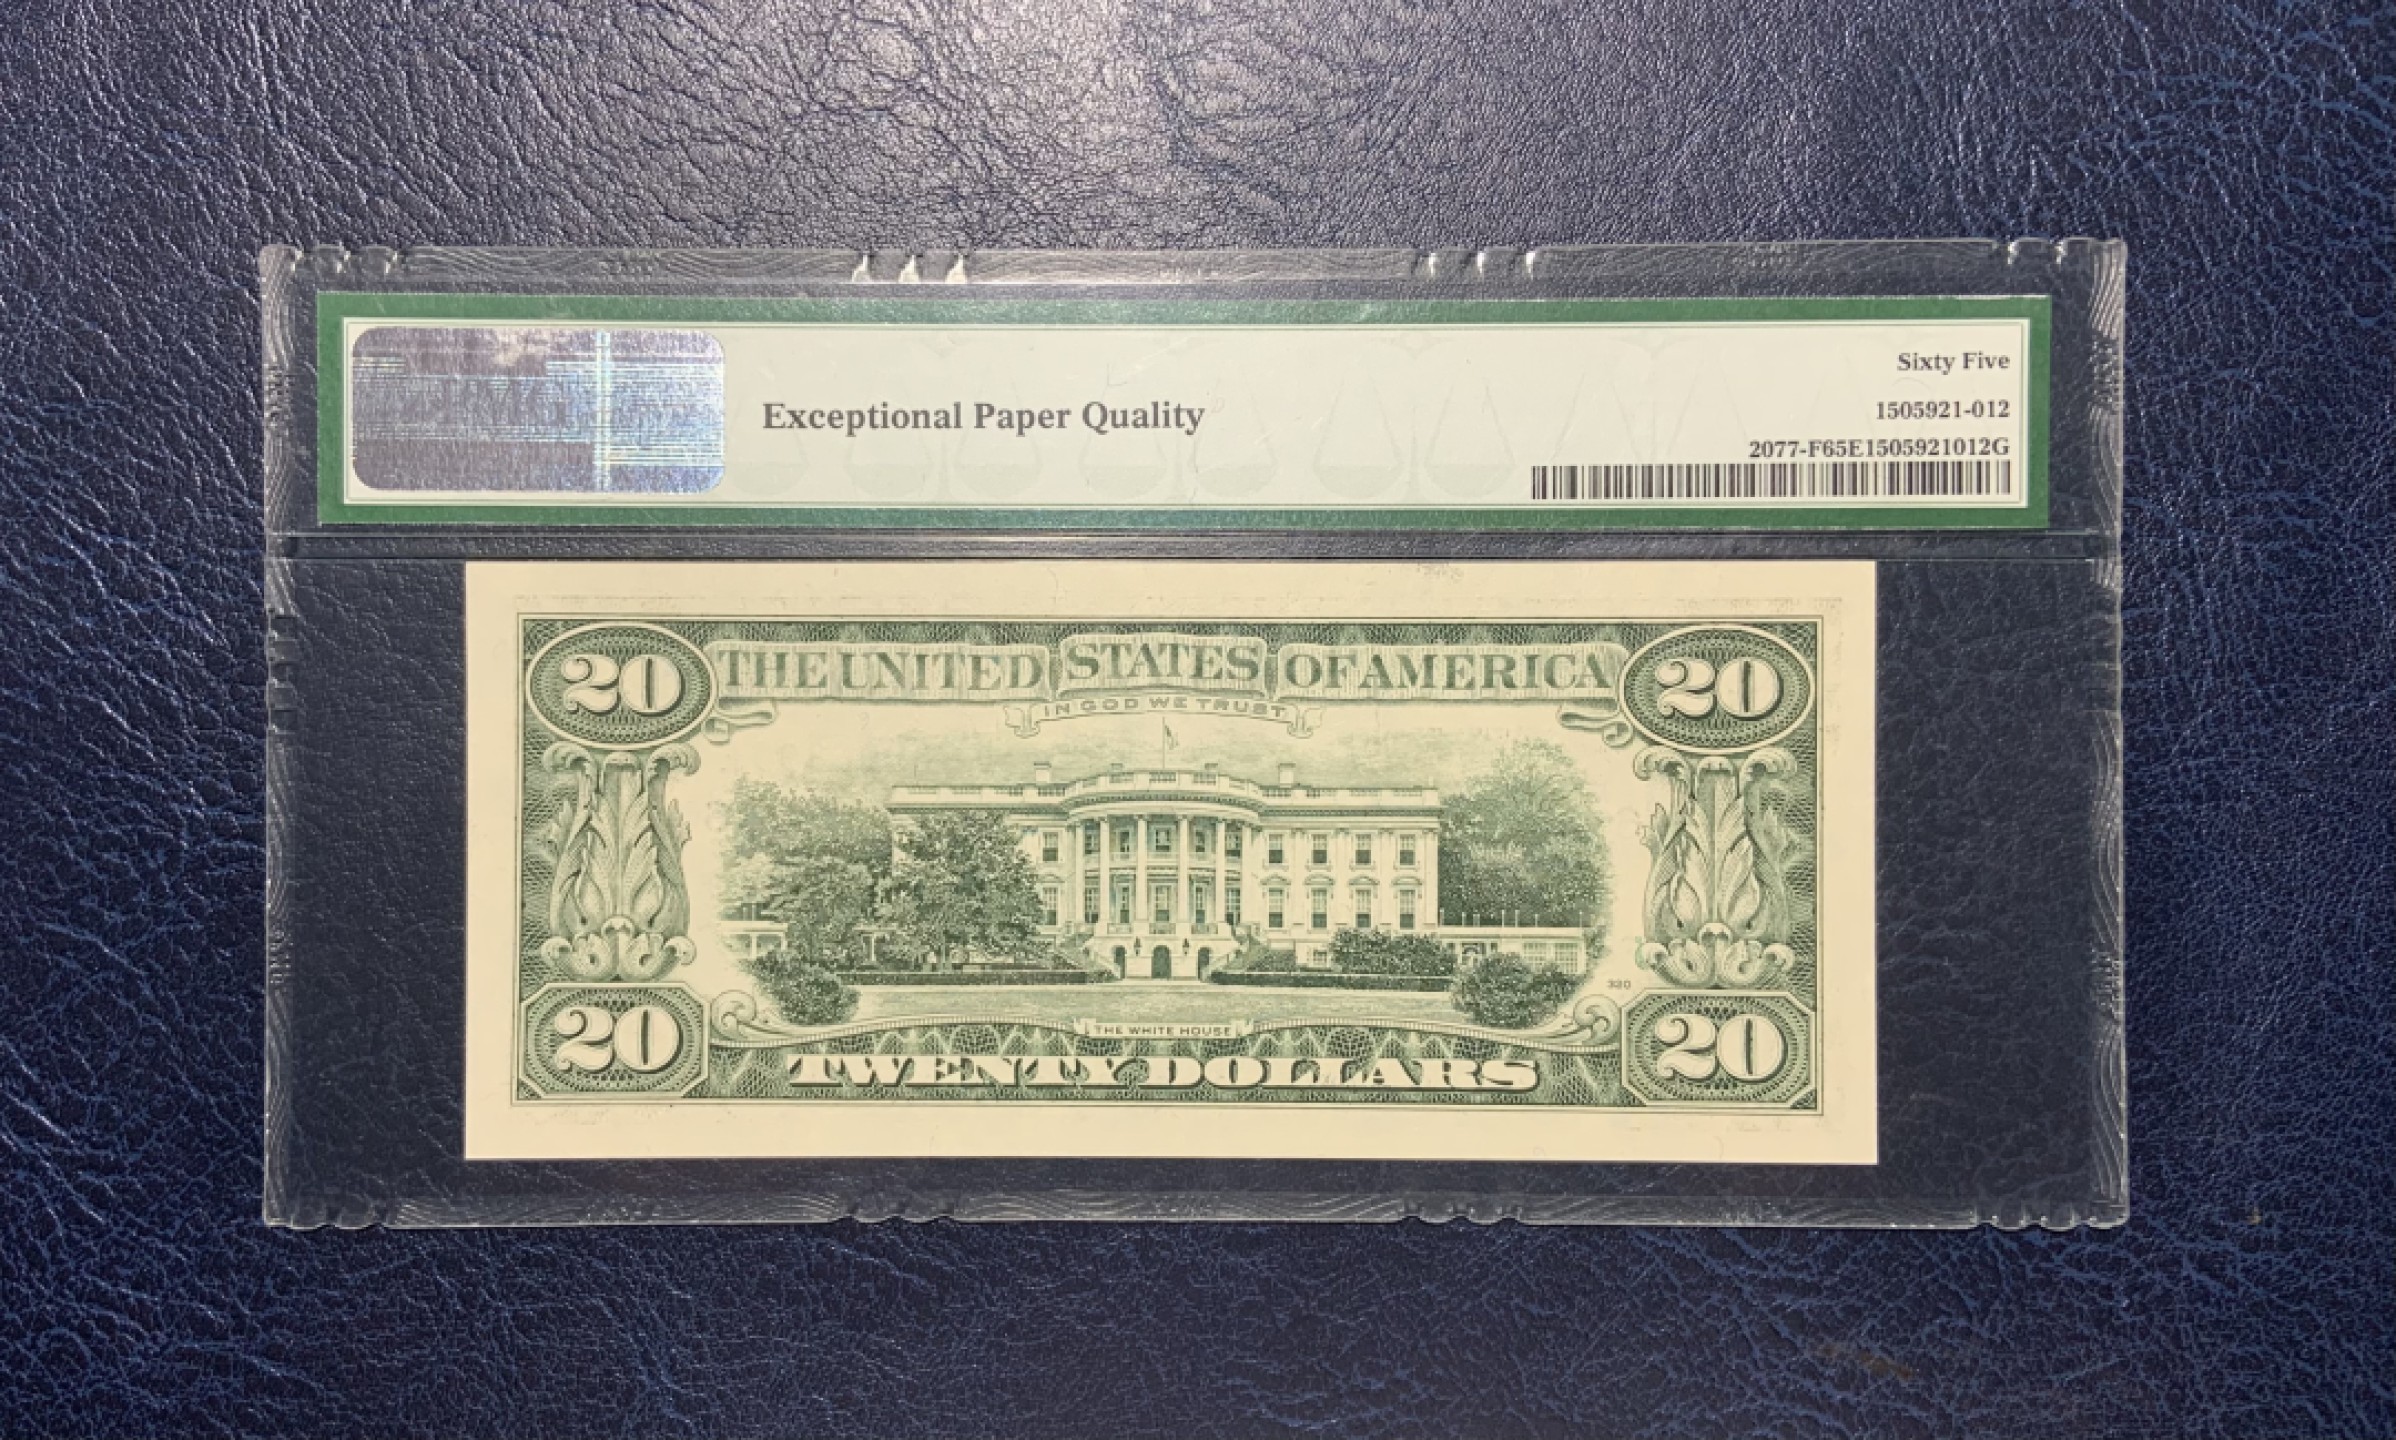 Sixty Five
Exceptional Paper Quality
1505921-012
2077-F65E1505921012G
20 THE UNITED STATES OF AMERICA 20
IN GOD WE TRUST
320
THE WHITE HOUSE
20 TWENTY DOLLARS 20